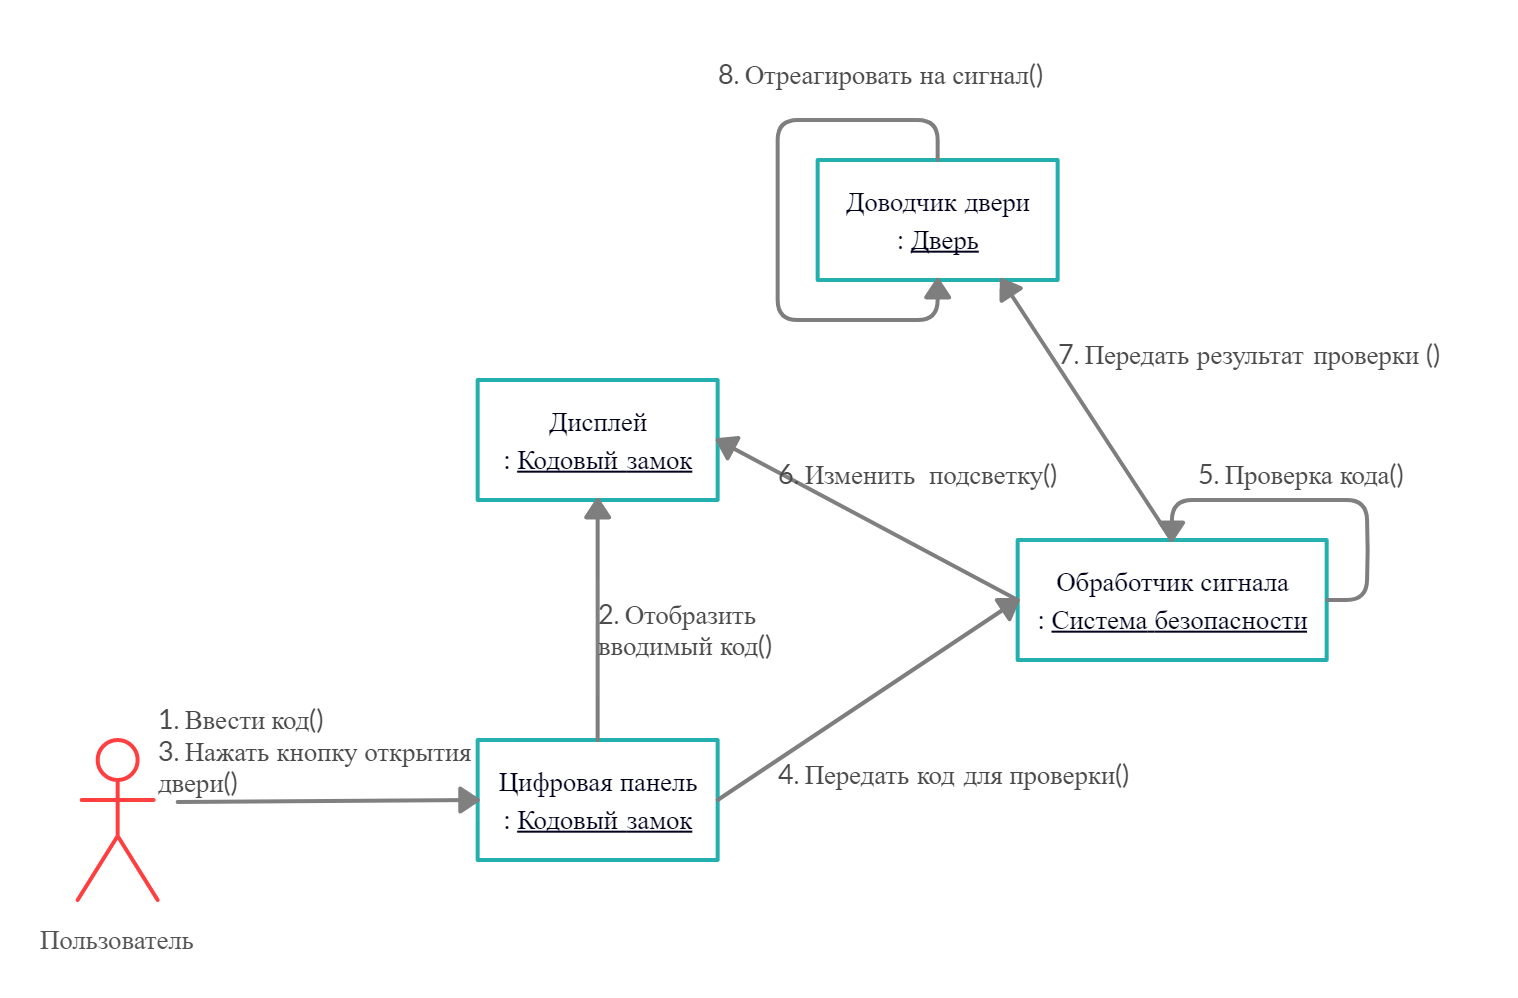 8. Отреагировать на сигнал()
Доводчик двери
: Дверь
7. Передать результат проверки ()
Дисплей
: Кодовый замок
6. Изменить подсветку()
5. Проверка кода()
Обработчик сигнала
: Система безопасности
2. Отобразить
вводимый код()
1. Ввести код()
3. Нажать кнопку открытия
двери()
Цифровая панель
: Кодовый замок
4. Передать код для проверки()
Пользователь